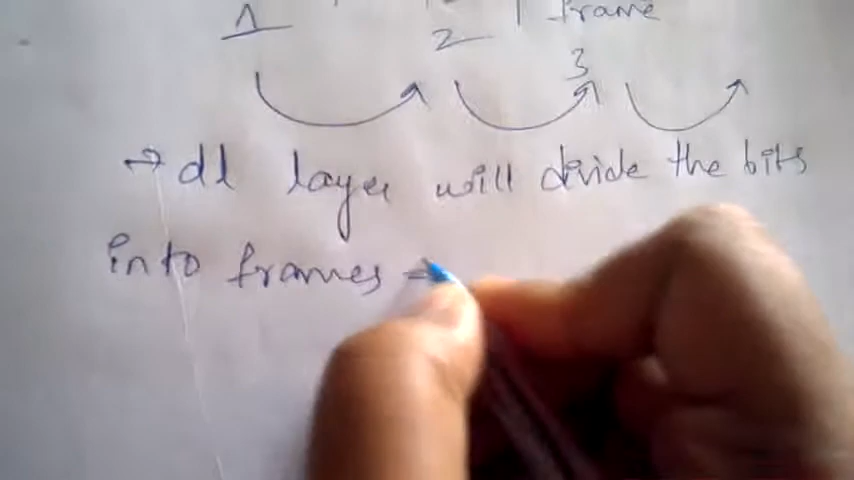 1 2 | frame
3
→ dl layer will divide the bits
into frames →